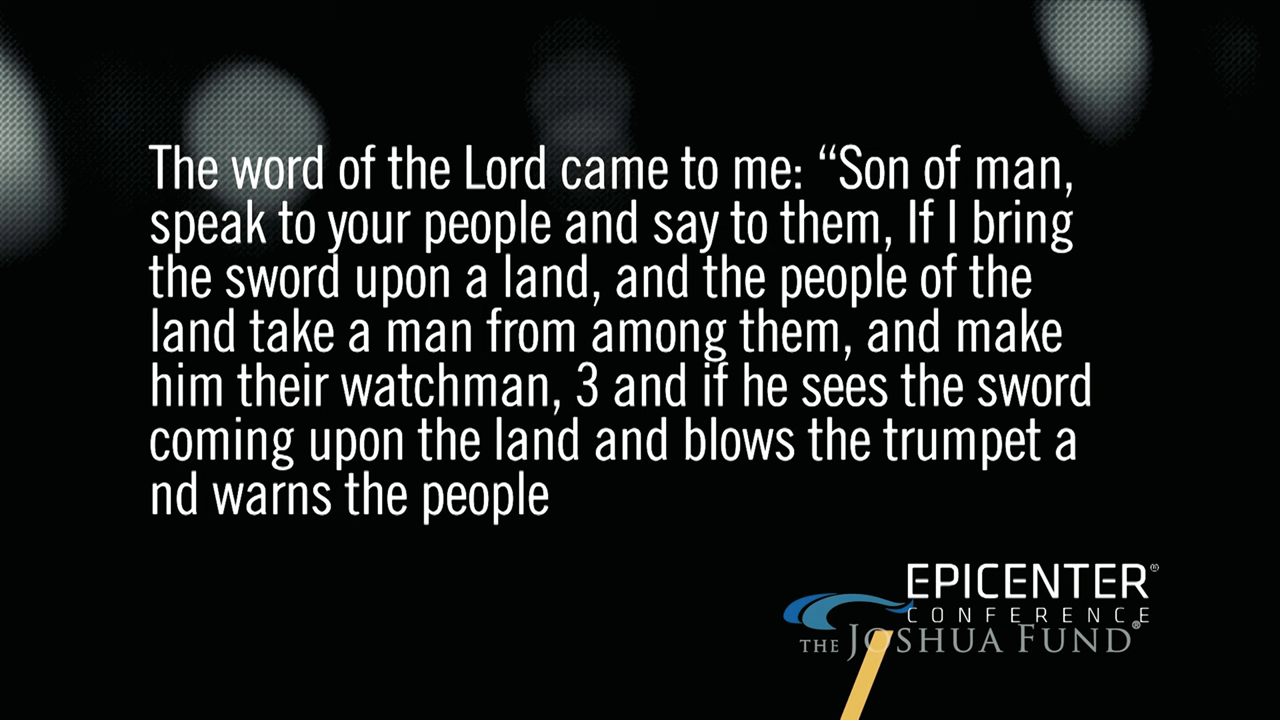 The word of the Lord came to me: “Son of man,
speak to your people and say to them, If I bring
the sword upon a land, and the people of the
land take a man from among them, and make
him their watchman, 3 and if he sees the sword
coming upon the land and blows the trumpet a
nd warns the people
EPICENTER®
CONFERENCE
THE JOSHUA FUND®